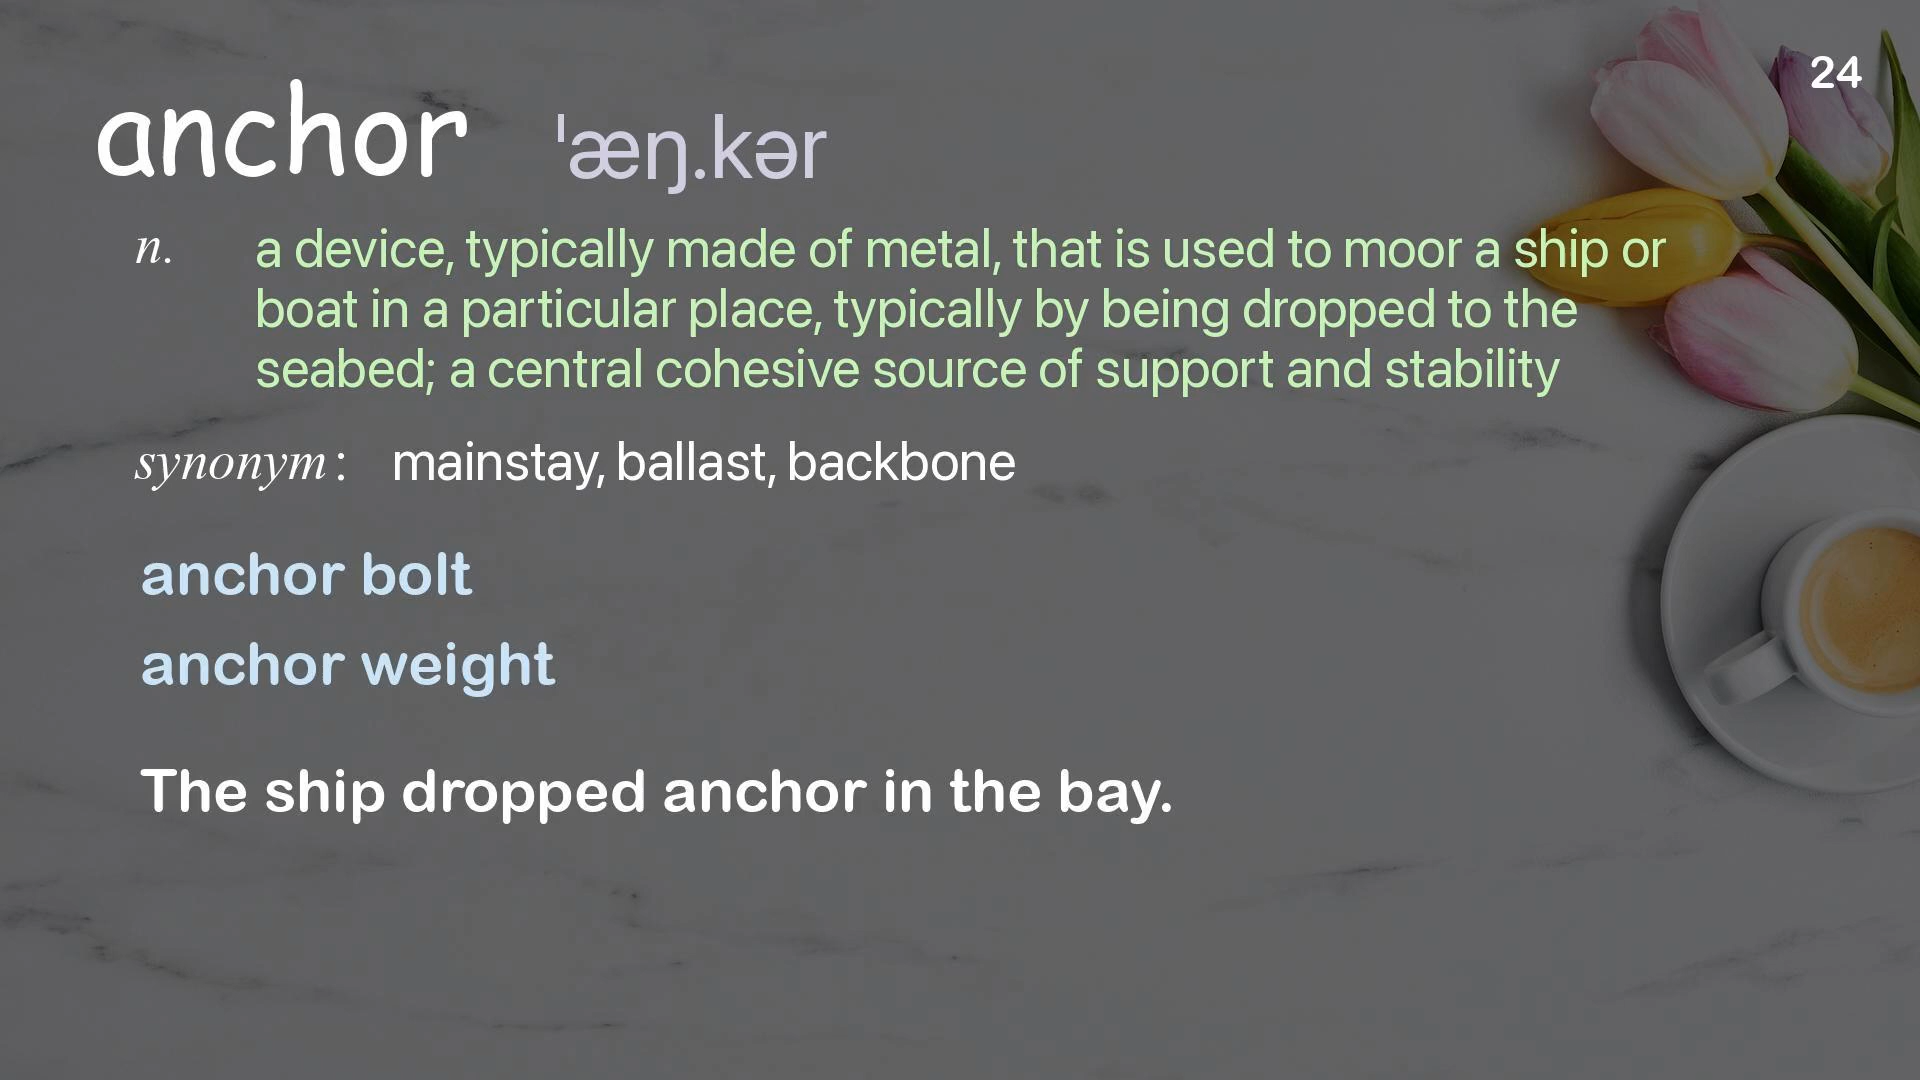 24
anchor ˈæŋ.kər
n. a device, typically made of metal, that is used to moor a ship or
boat in a particular place, typically by being dropped to the
seabed; a central cohesive source of support and stability
synonym: mainstay, ballast, backbone
anchor bolt
anchor weight
The ship dropped anchor in the bay.